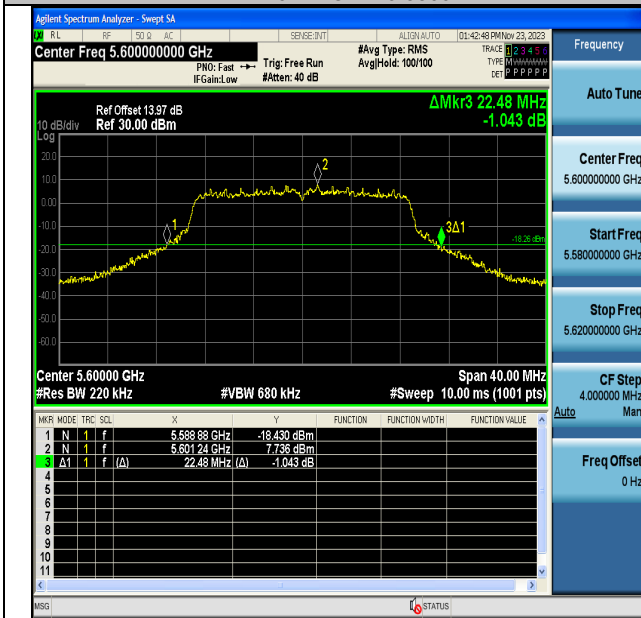 Agilent Spectrum Analyzer - Swept SA
RL RF 50 Ω AC SENSE:INT ALIGN AUTO 01:42:48 PM Nov 23, 2023
Center Freq 5.600000000 GHz
PNO: Fast
IFGain:Low
Trig: Free Run
#Atten: 40 dB
#Avg Type: RMS
Avg|Hold: 100/100
TRACE 1 2 3 4 5 6
TYPE M
DET P P P P P P
Ref Offset 13.97 dB
10 dB/div Ref 30.00 dBm
Log
ΔMkr3 22.48 MHz
-1.043 dB
20.0
10.0
0.00
-10.0
-20.0
-30.0
-40.0
-50.0
-60.0
1
2
3Δ1
-18.26 dBm
Center 5.60000 GHz Span 40.00 MHz
#Res BW 220 kHz #VBW 680 kHz #Sweep 10.00 ms (1001 pts)
MKR MODE TRC SCL X Y FUNCTION FUNCTION WIDTH FUNCTION VALUE
1 N 1 f 5.588 88 GHz -18.430 dBm
2 N 1 f 5.601 24 GHz 7.736 dBm
3 Δ1 1 f (Δ) 22.48 MHz (Δ) -1.043 dB
4
5
6
7
8
9
10
11
MSG STATUS
Frequency
Auto Tune
Center Freq
5.600000000 GHz
Start Freq
5.580000000 GHz
Stop Freq
5.620000000 GHz
CF Step
4.000000 MHz
Auto Man
Freq Offset
0 Hz